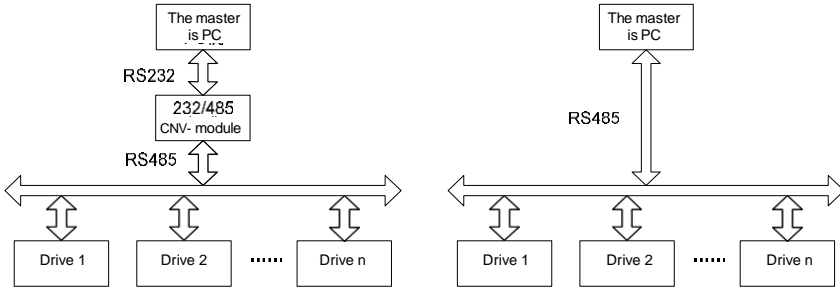 The master
is PC
RS232
232/485
CNV- module
RS485
Drive 1
Drive 2
......
Drive n
The master
is PC
RS485
Drive 1
Drive 2
......
Drive n